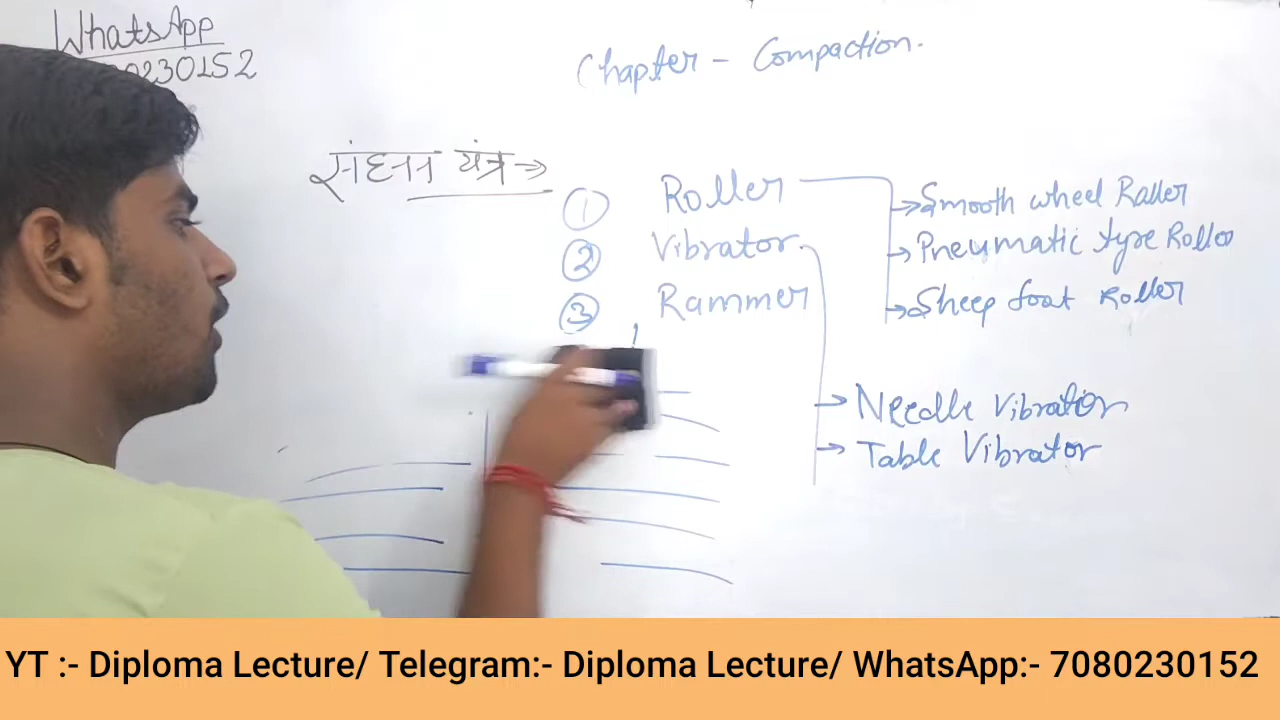 WhatsApp
230152
Chapter - Compaction.
संहनन यंत्र →
① Roller → Smooth wheel Roller
② Vibrator. → Pneumatic tyre Roller
③ Rammer → Sheep foot Roller
→ Needle Vibrator
→ Table Vibrator
YT :- Diploma Lecture/ Telegram:- Diploma Lecture/ WhatsApp:- 7080230152